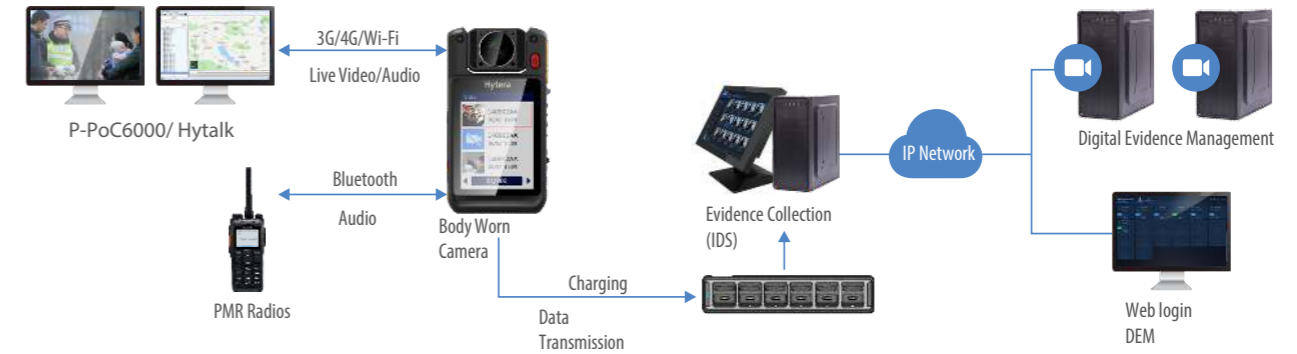 3G/4G/Wi-Fi
Live Video/Audio
P-PoC6000/ Hytalk
Hytera
Bluetooth
Audio
PMR Radios
Body Worn
Camera
Charging
Data
Transmission
Evidence Collection
(IDS)
IP Network
Digital Evidence Management
Web login
DEM